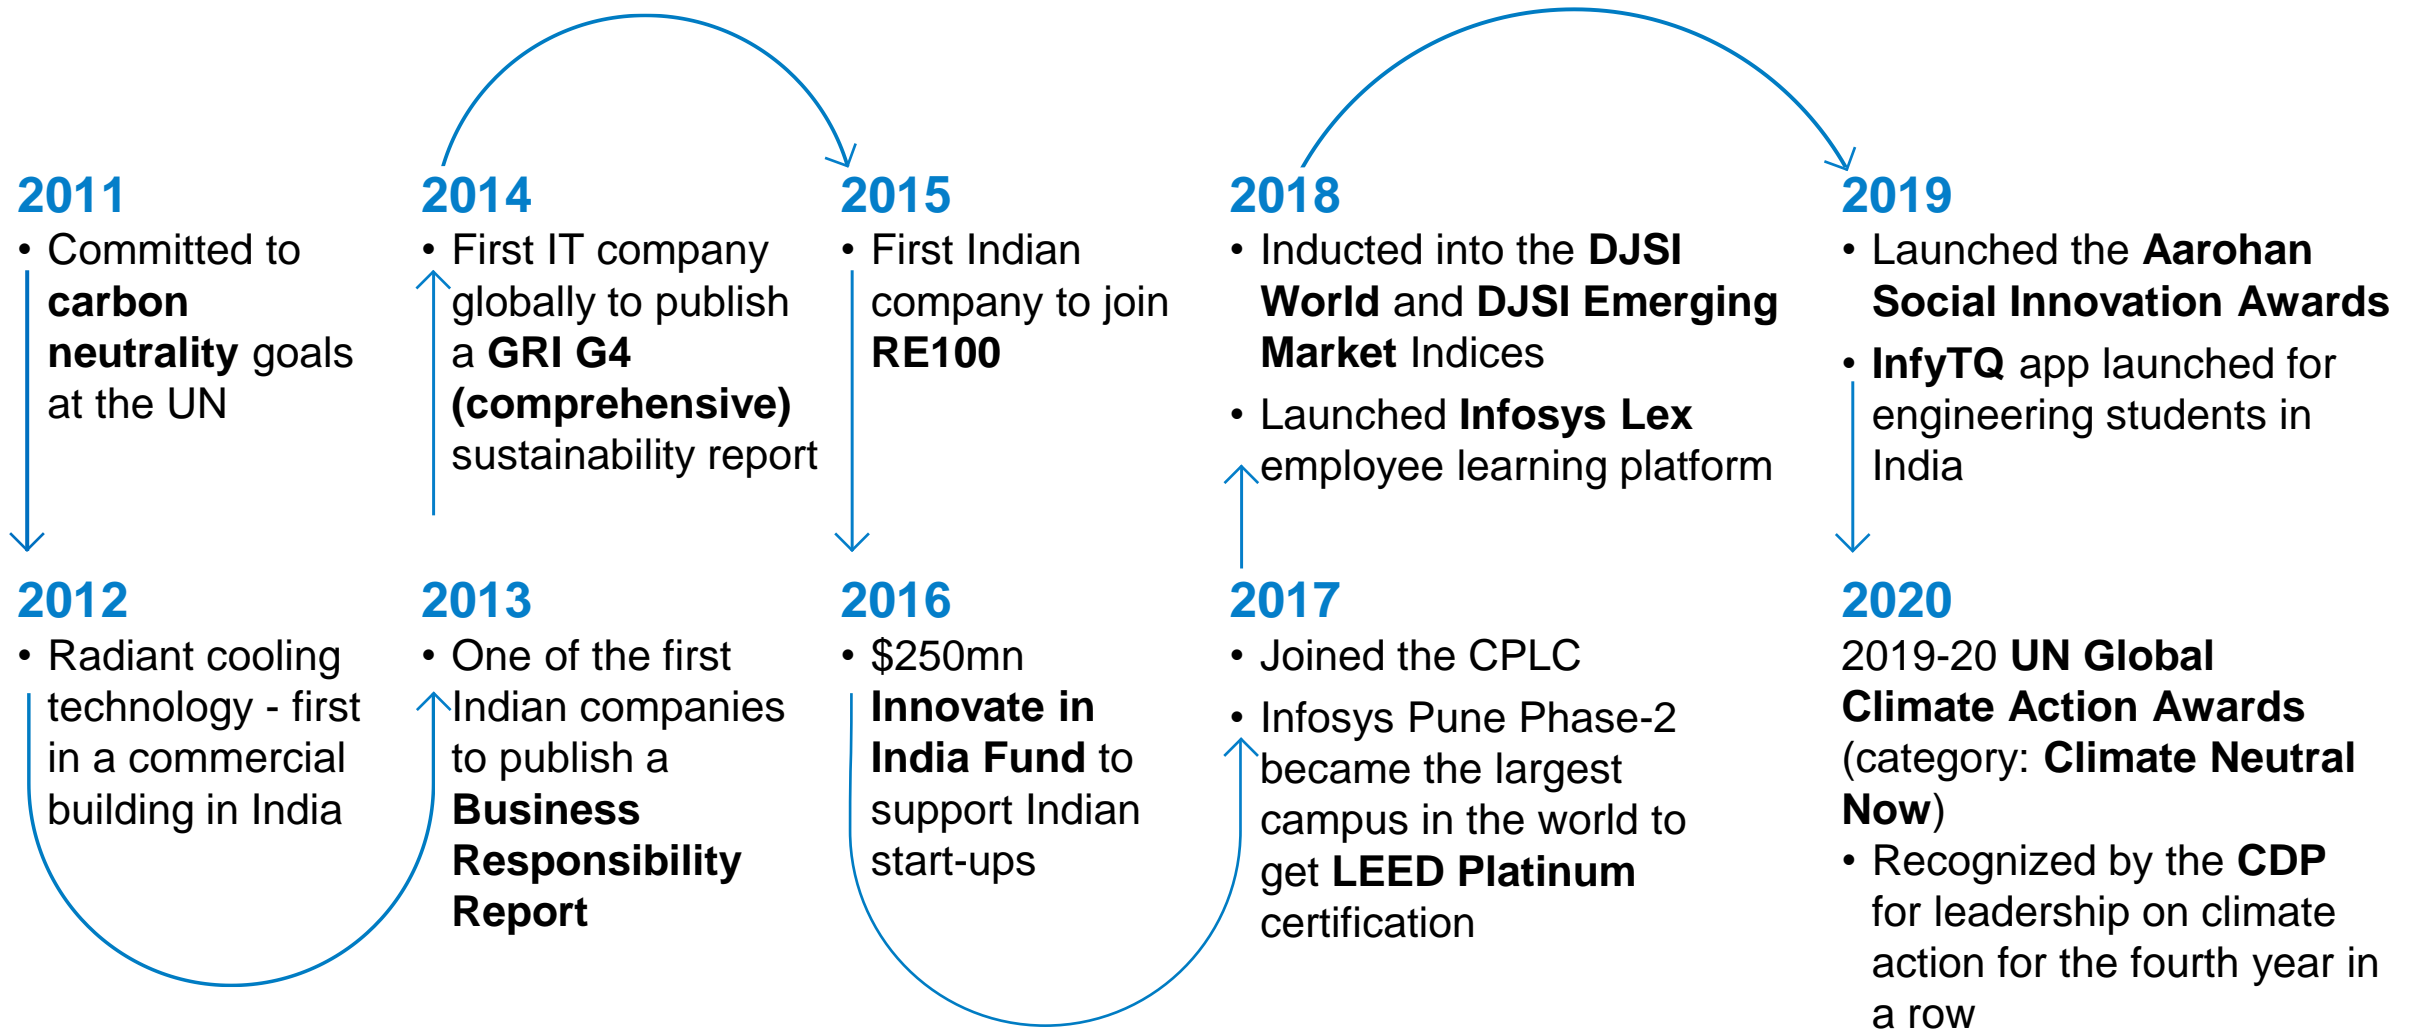 2011
• Committed to
carbon
neutrality goals
at the UN
2012
• Radiant cooling
technology - first
in a commercial
building in India
2013
• One of the first
Indian companies
to publish a
Business
Responsibility
Report
2014
• First IT company
globally to publish
a GRI G4
(comprehensive)
sustainability report
2015
• First Indian
company to join
RE100
2016
• $250mn
Innovate in
India Fund to
support Indian
start-ups
2017
• Joined the CPLC
• Infosys Pune Phase-2
became the largest
campus in the world to
get LEED Platinum
certification
2018
• Inducted into the DJSI
World and DJSI Emerging
Market Indices
• Launched Infosys Lex
employee learning platform
2019
• Launched the Aarohan
Social Innovation Awards
• InfyTQ app launched for
engineering students in
India
2020
2019-20 UN Global
Climate Action Awards
(category: Climate Neutral
Now)
• Recognized by the CDP
for leadership on climate
action for the fourth year in
a row